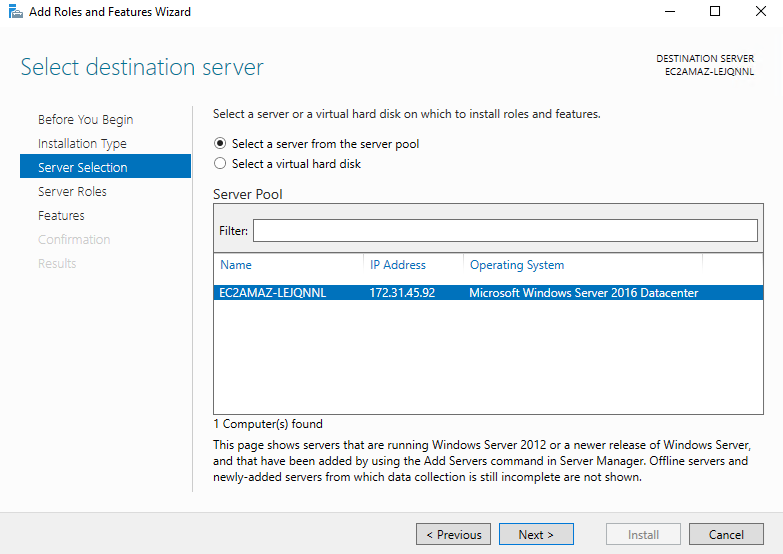 Add Roles and Features Wizard
Select destination server
DESTINATION SERVER
EC2AMAZ-LEJQNNL
Before You Begin
Installation Type
Server Selection
Server Roles
Features
Confirmation
Results
Select a server or a virtual hard disk on which to install roles and features.
Select a server from the server pool
Select a virtual hard disk
Server Pool
Filter:
Name IP Address Operating System
EC2AMAZ-LEJQNNL 172.31.45.92 Microsoft Windows Server 2016 Datacenter
1 Computer(s) found
This page shows servers that are running Windows Server 2012 or a newer release of Windows Server,
and that have been added by using the Add Servers command in Server Manager. Offline servers and
newly-added servers from which data collection is still incomplete are not shown.
< Previous Next > Install Cancel